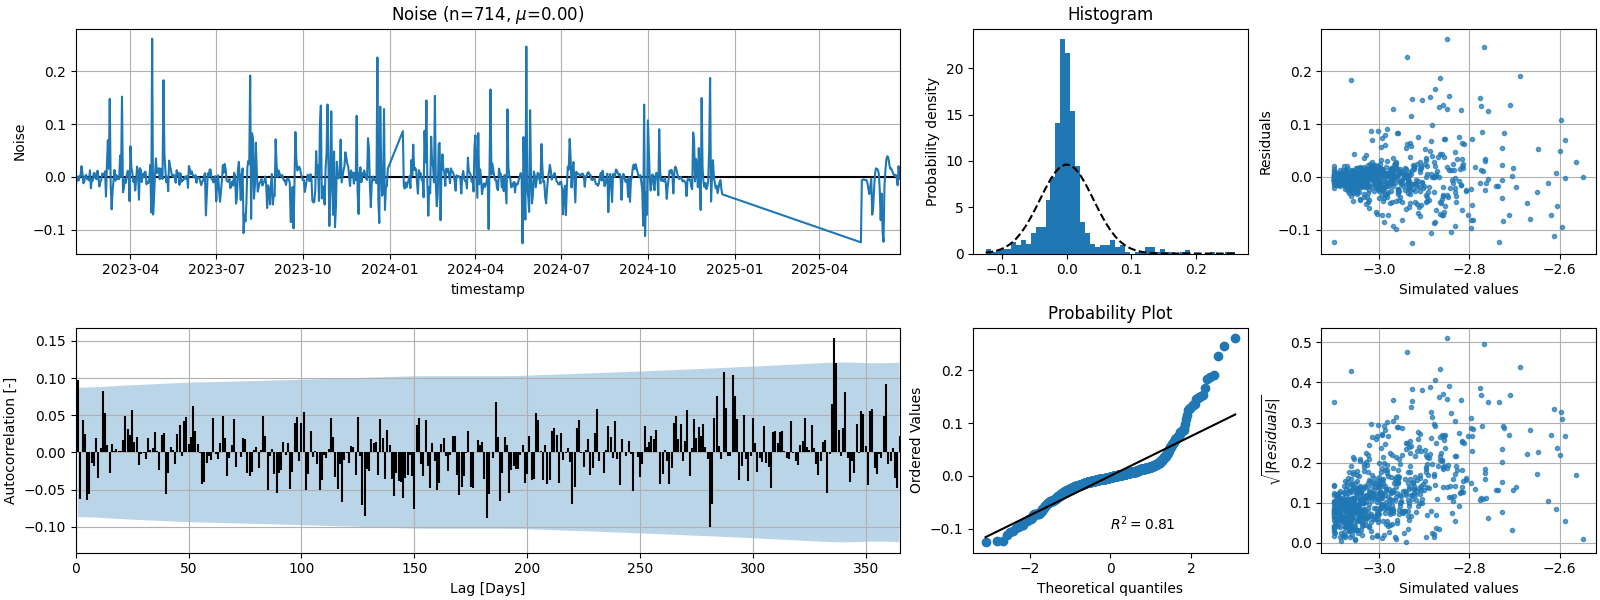 Noise (n=714, μ=0.00)
Noise
0.2
0.1
0.0
−0.1
2023-04 2023-07 2023-10 2024-01 2024-04 2024-07 2024-10 2025-01 2025-04
timestamp
Histogram
Probability density
20
15
10
5
0
−0.1 0.0 0.1 0.2
Residuals
0.2
0.1
0.0
−0.1
−3.0 −2.8 −2.6
Simulated values
Autocorrelation [-]
0.15
0.10
0.05
0.00
−0.05
−0.10
0 50 100 150 200 250 300 350
Lag [Days]
Probability Plot
Ordered Values
0.2
0.1
0.0
−0.1
R² = 0.81
−2 0 2
Theoretical quantiles
√|Residuals|
0.5
0.4
0.3
0.2
0.1
0.0
−3.0 −2.8 −2.6
Simulated values